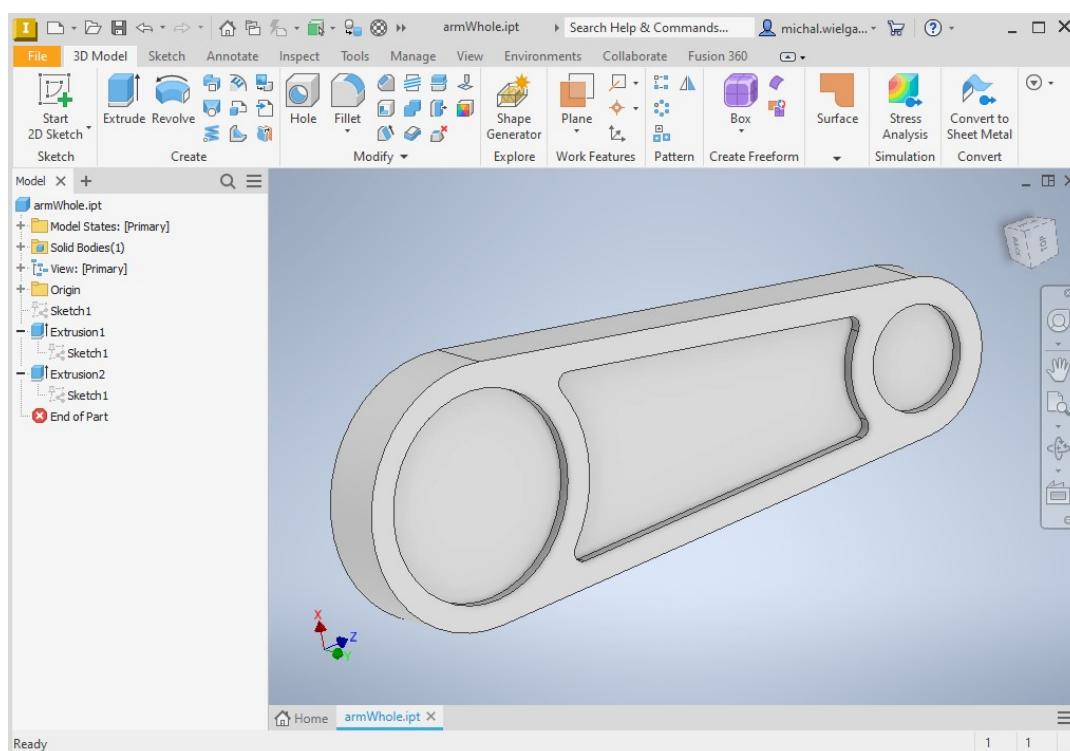 I armWhole.ipt Search Help & Commands... michal.wielga... ?
File 3D Model Sketch Annotate Inspect Tools Manage View Environments Collaborate Fusion 360
Start
2D Sketch
Extrude Revolve
Hole Fillet
Shape
Generator
Plane
Box
Surface
Stress
Analysis
Convert to
Sheet Metal
Sketch Create Modify Explore Work Features Pattern Create Freeform Simulation Convert
Model
armWhole.ipt
Model States: [Primary]
Solid Bodies(1)
View: [Primary]
Origin
Sketch1
Extrusion1
Sketch1
Extrusion2
Sketch1
End of Part
TOP
X
Z
Y
Home armWhole.ipt
Ready 1 1